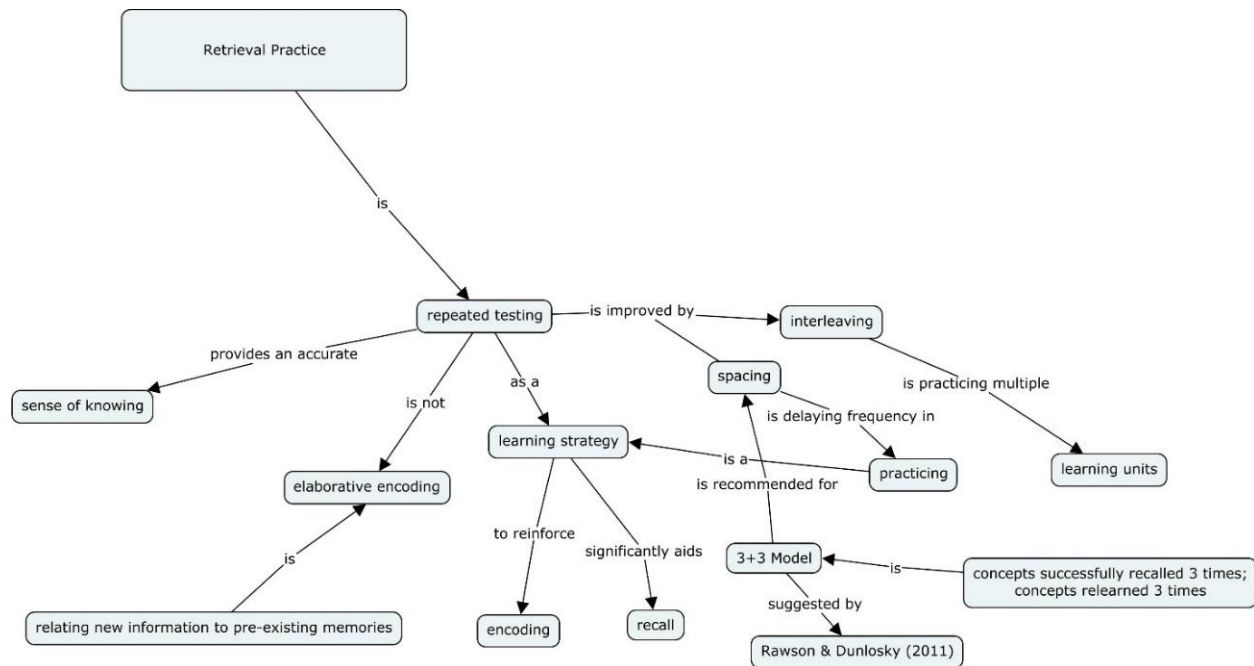 Retrieval Practice
is
repeated testing
is improved by
interleaving
provides an accurate
spacing
is practicing multiple
sense of knowing
is not
as a
is delaying frequency in
learning strategy
is a
practicing
learning units
elaborative encoding
is recommended for
to reinforce
significantly aids
is
3+3 Model
is
concepts successfully recalled 3 times;
concepts relearned 3 times
suggested by
relating new information to pre-existing memories
encoding
recall
Rawson & Dunlosky (2011)